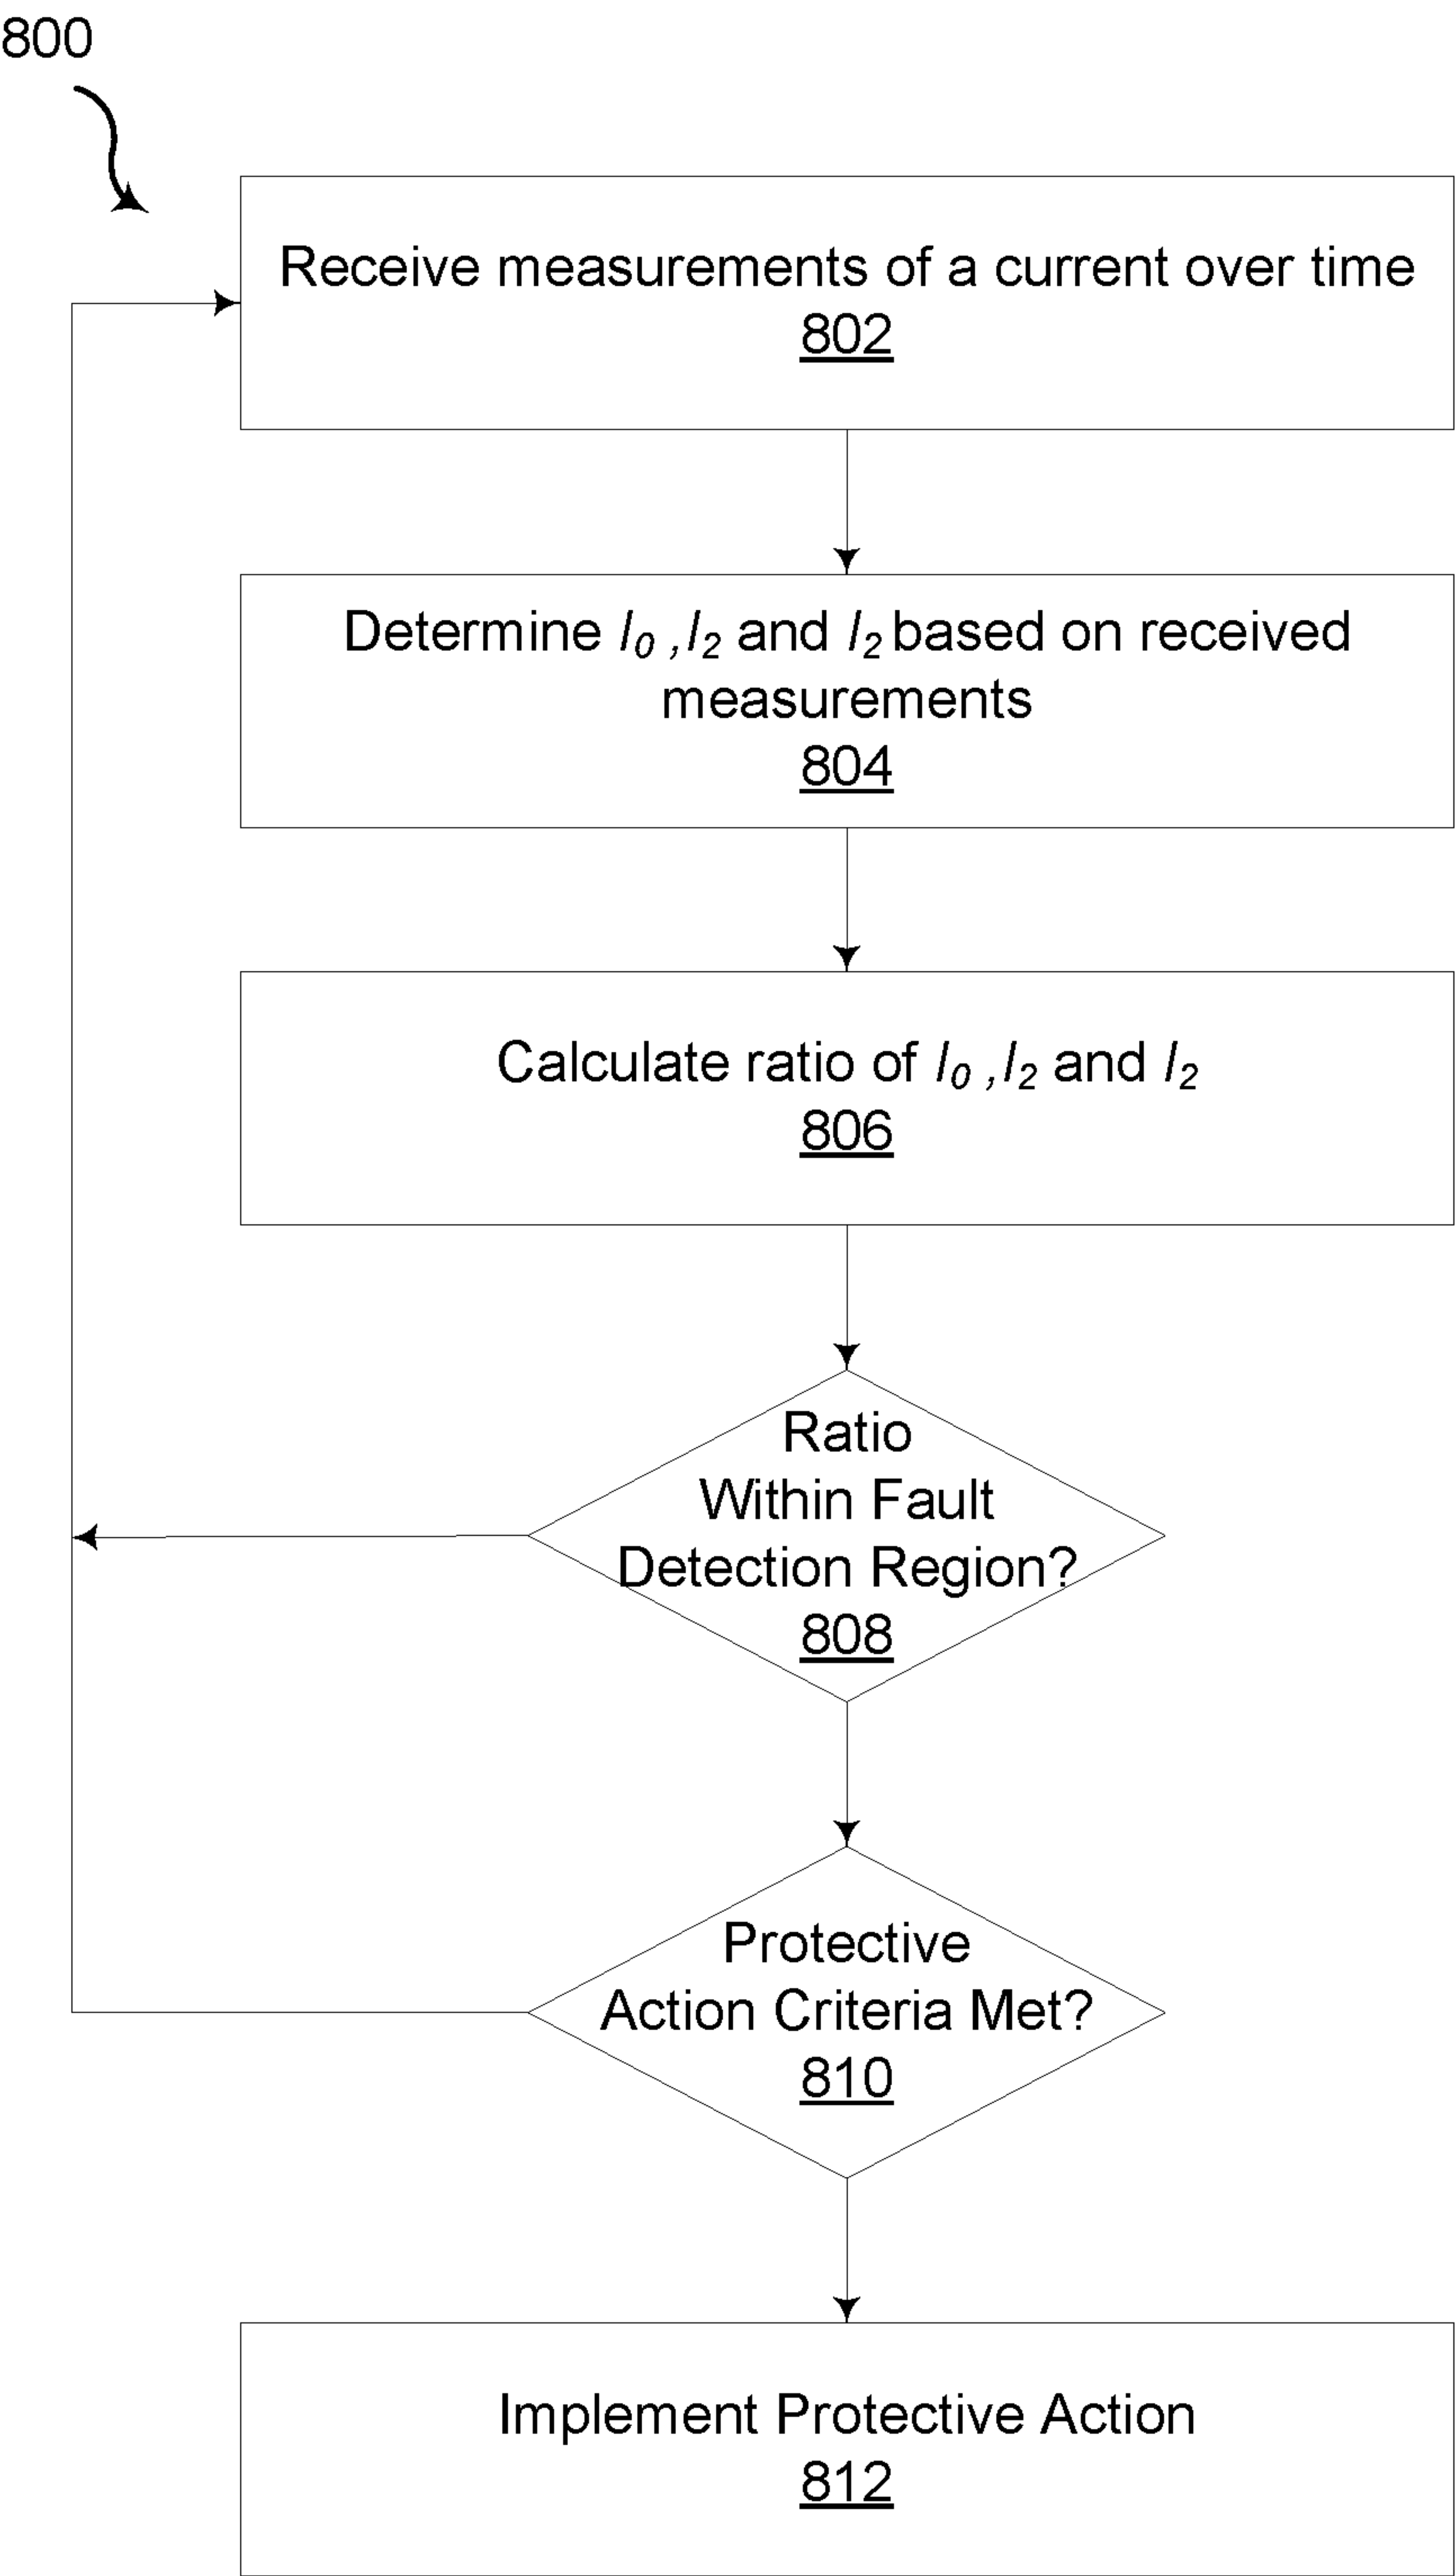 800
Receive measurements of a current over time
802
Determine I₀ ,I₂ and I₂ based on received
measurements
804
Calculate ratio of I₀ ,I₂ and I₂
806
Ratio
Within Fault
Detection Region?
808
Protective
Action Criteria Met?
810
Implement Protective Action
812